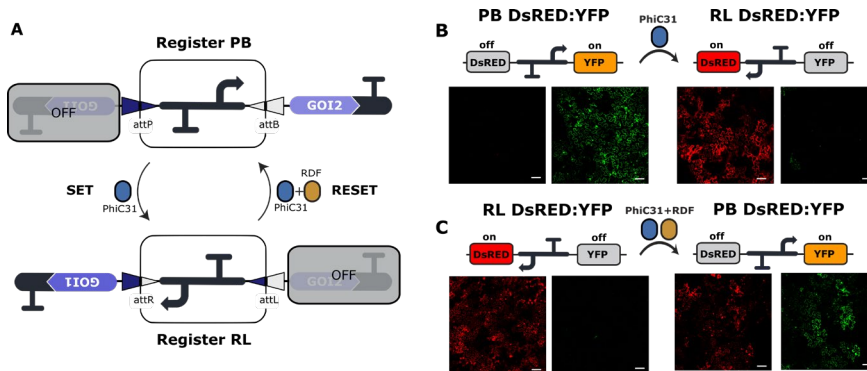 A
Register PB
GOI1
OFF
attP
attB
GOI2
SET
PhiC31
RDF
+
PhiC31
RESET
GOI1
attR
attL
GOI2
OFF
Register RL
B
PB DsRED:YFP
PhiC31
RL DsRED:YFP
off
on
on
off
DsRED
YFP
DsRED
YFP
C
RL DsRED:YFP
PhiC31+RDF
PB DsRED:YFP
on
off
off
on
DsRED
YFP
DsRED
YFP